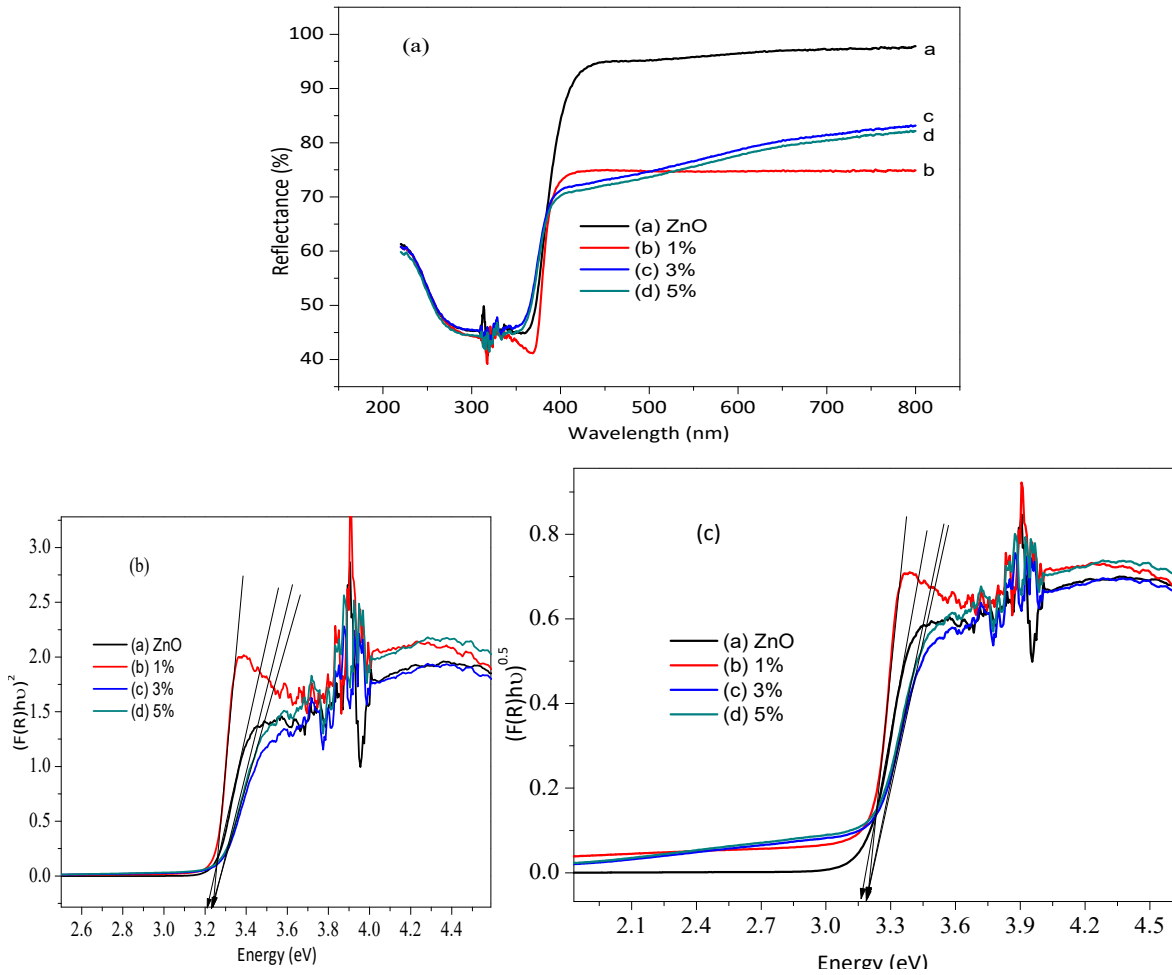 (a)
Reflectance (%)
100
90
80
70
60
50
40
200 300 400 500 600 700 800
Wavelength (nm)
a
c
d
b
(a) ZnO
(b) 1%
(c) 3%
(d) 5%
(b)
(F(R)hυ)²
3.0
2.5
2.0
1.5
1.0
0.5
0.0
2.6 2.8 3.0 3.2 3.4 3.6 3.8 4.0 4.2 4.4
Energy (eV)
(a) ZnO
(b) 1%
(c) 3%
(d) 5%
(c)
(F(R)hυ)^0.5
0.8
0.6
0.4
0.2
0.0
2.1 2.4 2.7 3.0 3.3 3.6 3.9 4.2 4.5
Energy (eV)
(a) ZnO
(b) 1%
(c) 3%
(d) 5%